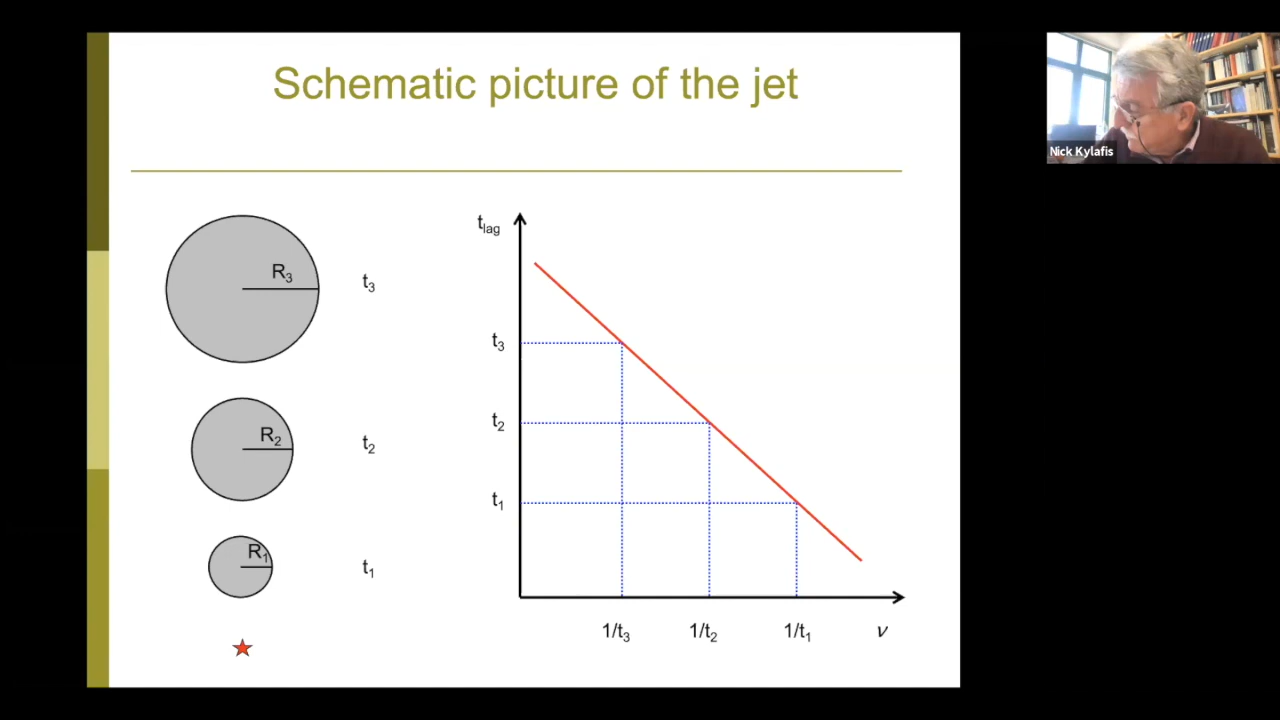 Schematic picture of the jet
R₃
t₃
R₂
t₂
R₁
t₁
t_lag
t₃
t₂
t₁
1/t₃ 1/t₂ 1/t₁ ν
Nick Kylafis